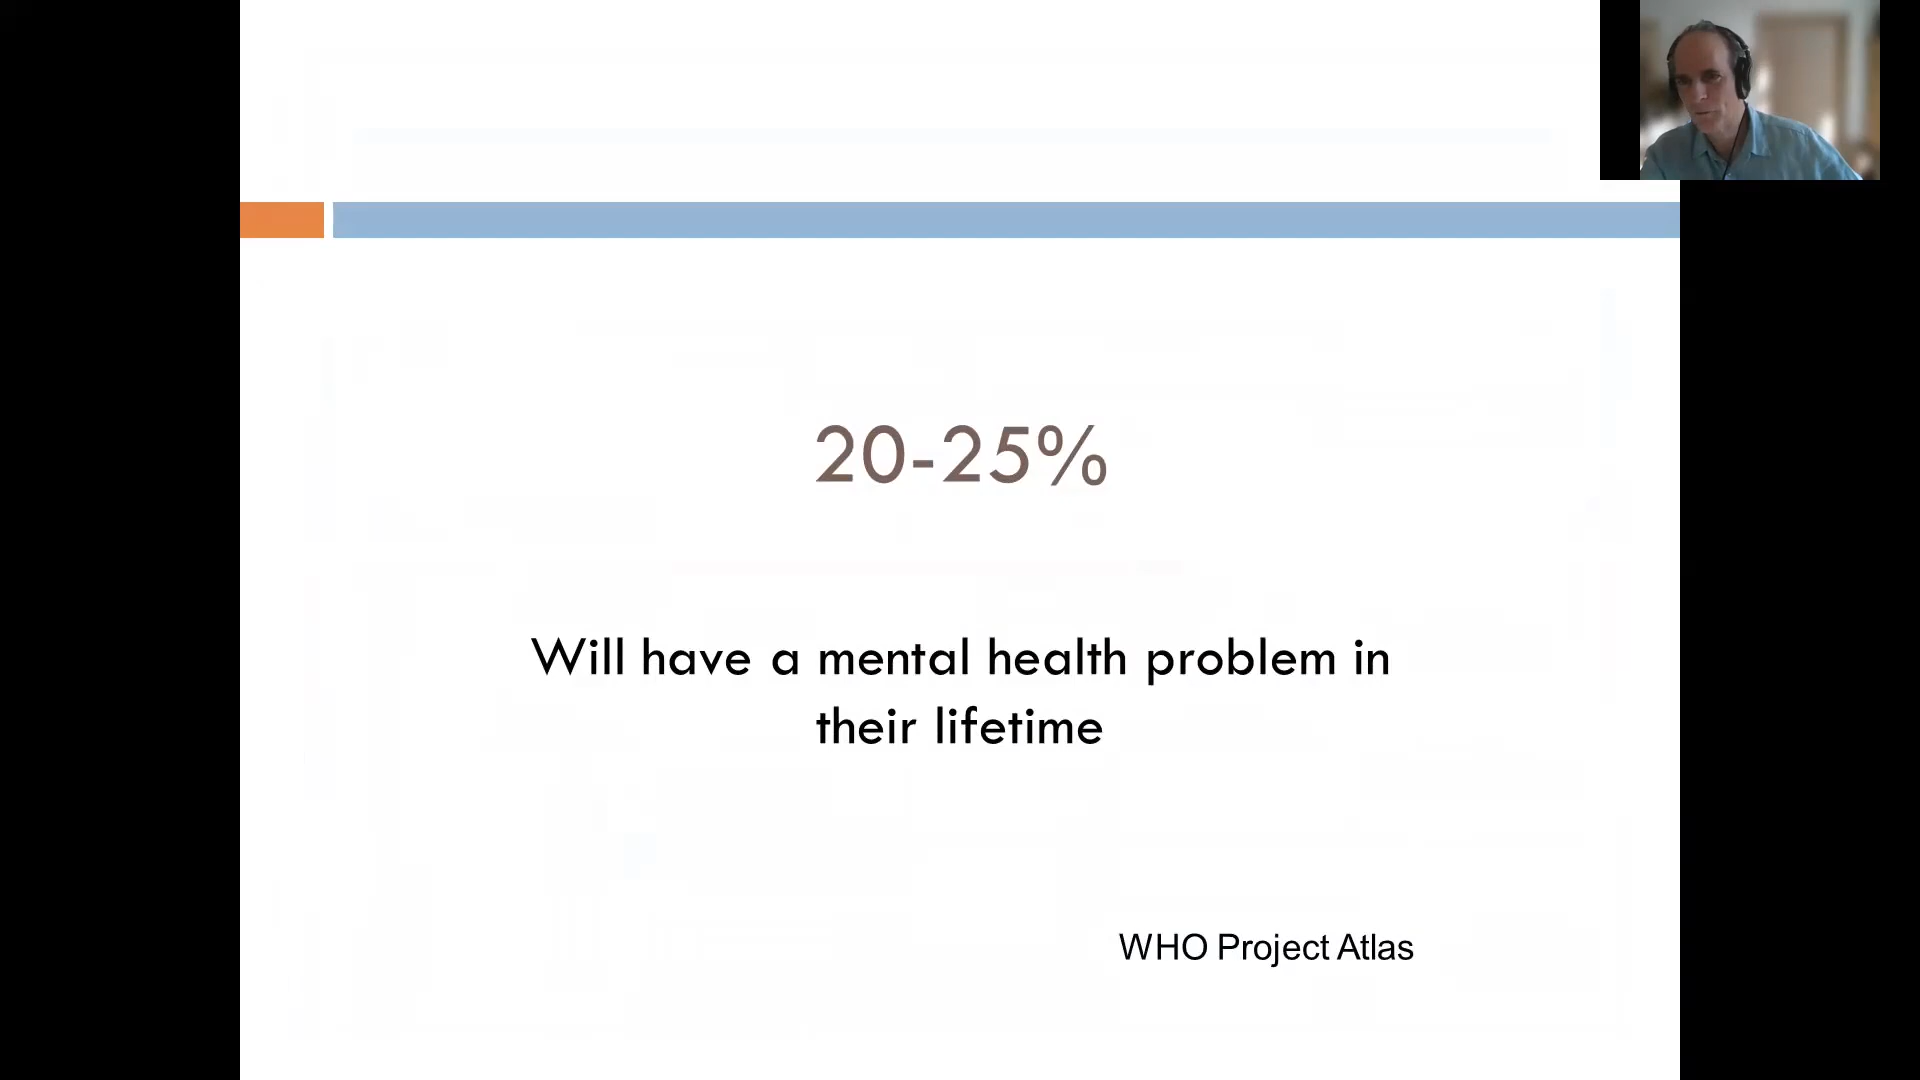 20-25%
Will have a mental health problem in
their lifetime
WHO Project Atlas